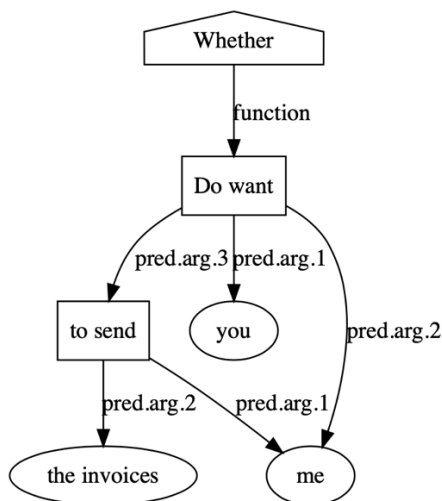 Whether
function
Do want
pred.arg.3
pred.arg.1
pred.arg.2
to send
you
pred.arg.2
pred.arg.1
the invoices
me